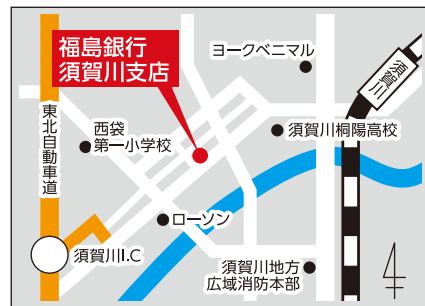 福島銀行
須賀川支店
ヨークベニマル
須賀川
東北自動車道
西袋
第一小学校
須賀川桐陽高校
ローソン
須賀川I.C
須賀川地方
広域消防本部